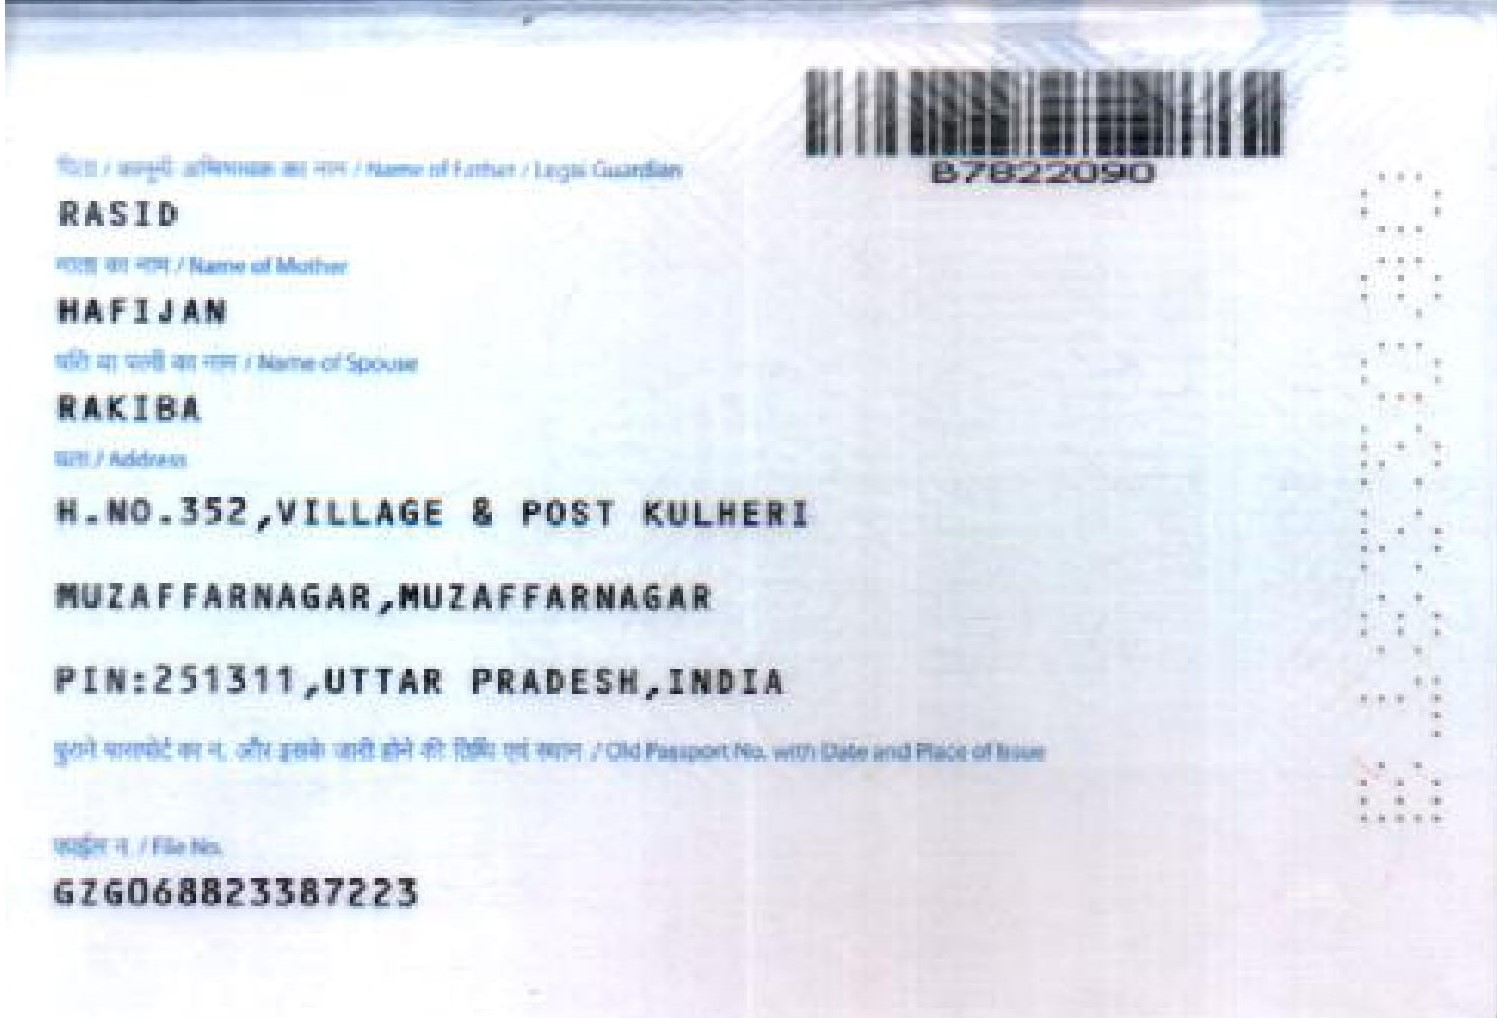 B7822090
पिता / कानूनी अभिभावक का नाम / Name of Father / Legal Guardian
RASID
माता का नाम / Name of Mother
HAFIJAN
पति या पत्नी का नाम / Name of Spouse
RAKIBA
पता / Address
H.NO.352,VILLAGE & POST KULHERI
MUZAFFARNAGAR,MUZAFFARNAGAR
PIN:251311,UTTAR PRADESH,INDIA
पुराने पासपोर्ट का न. और इसके जारी होने की तिथि एवं स्थान / Old Passport No. with Date and Place of Issue
फाईल न. / File No.
GZG068823387223
B7822090